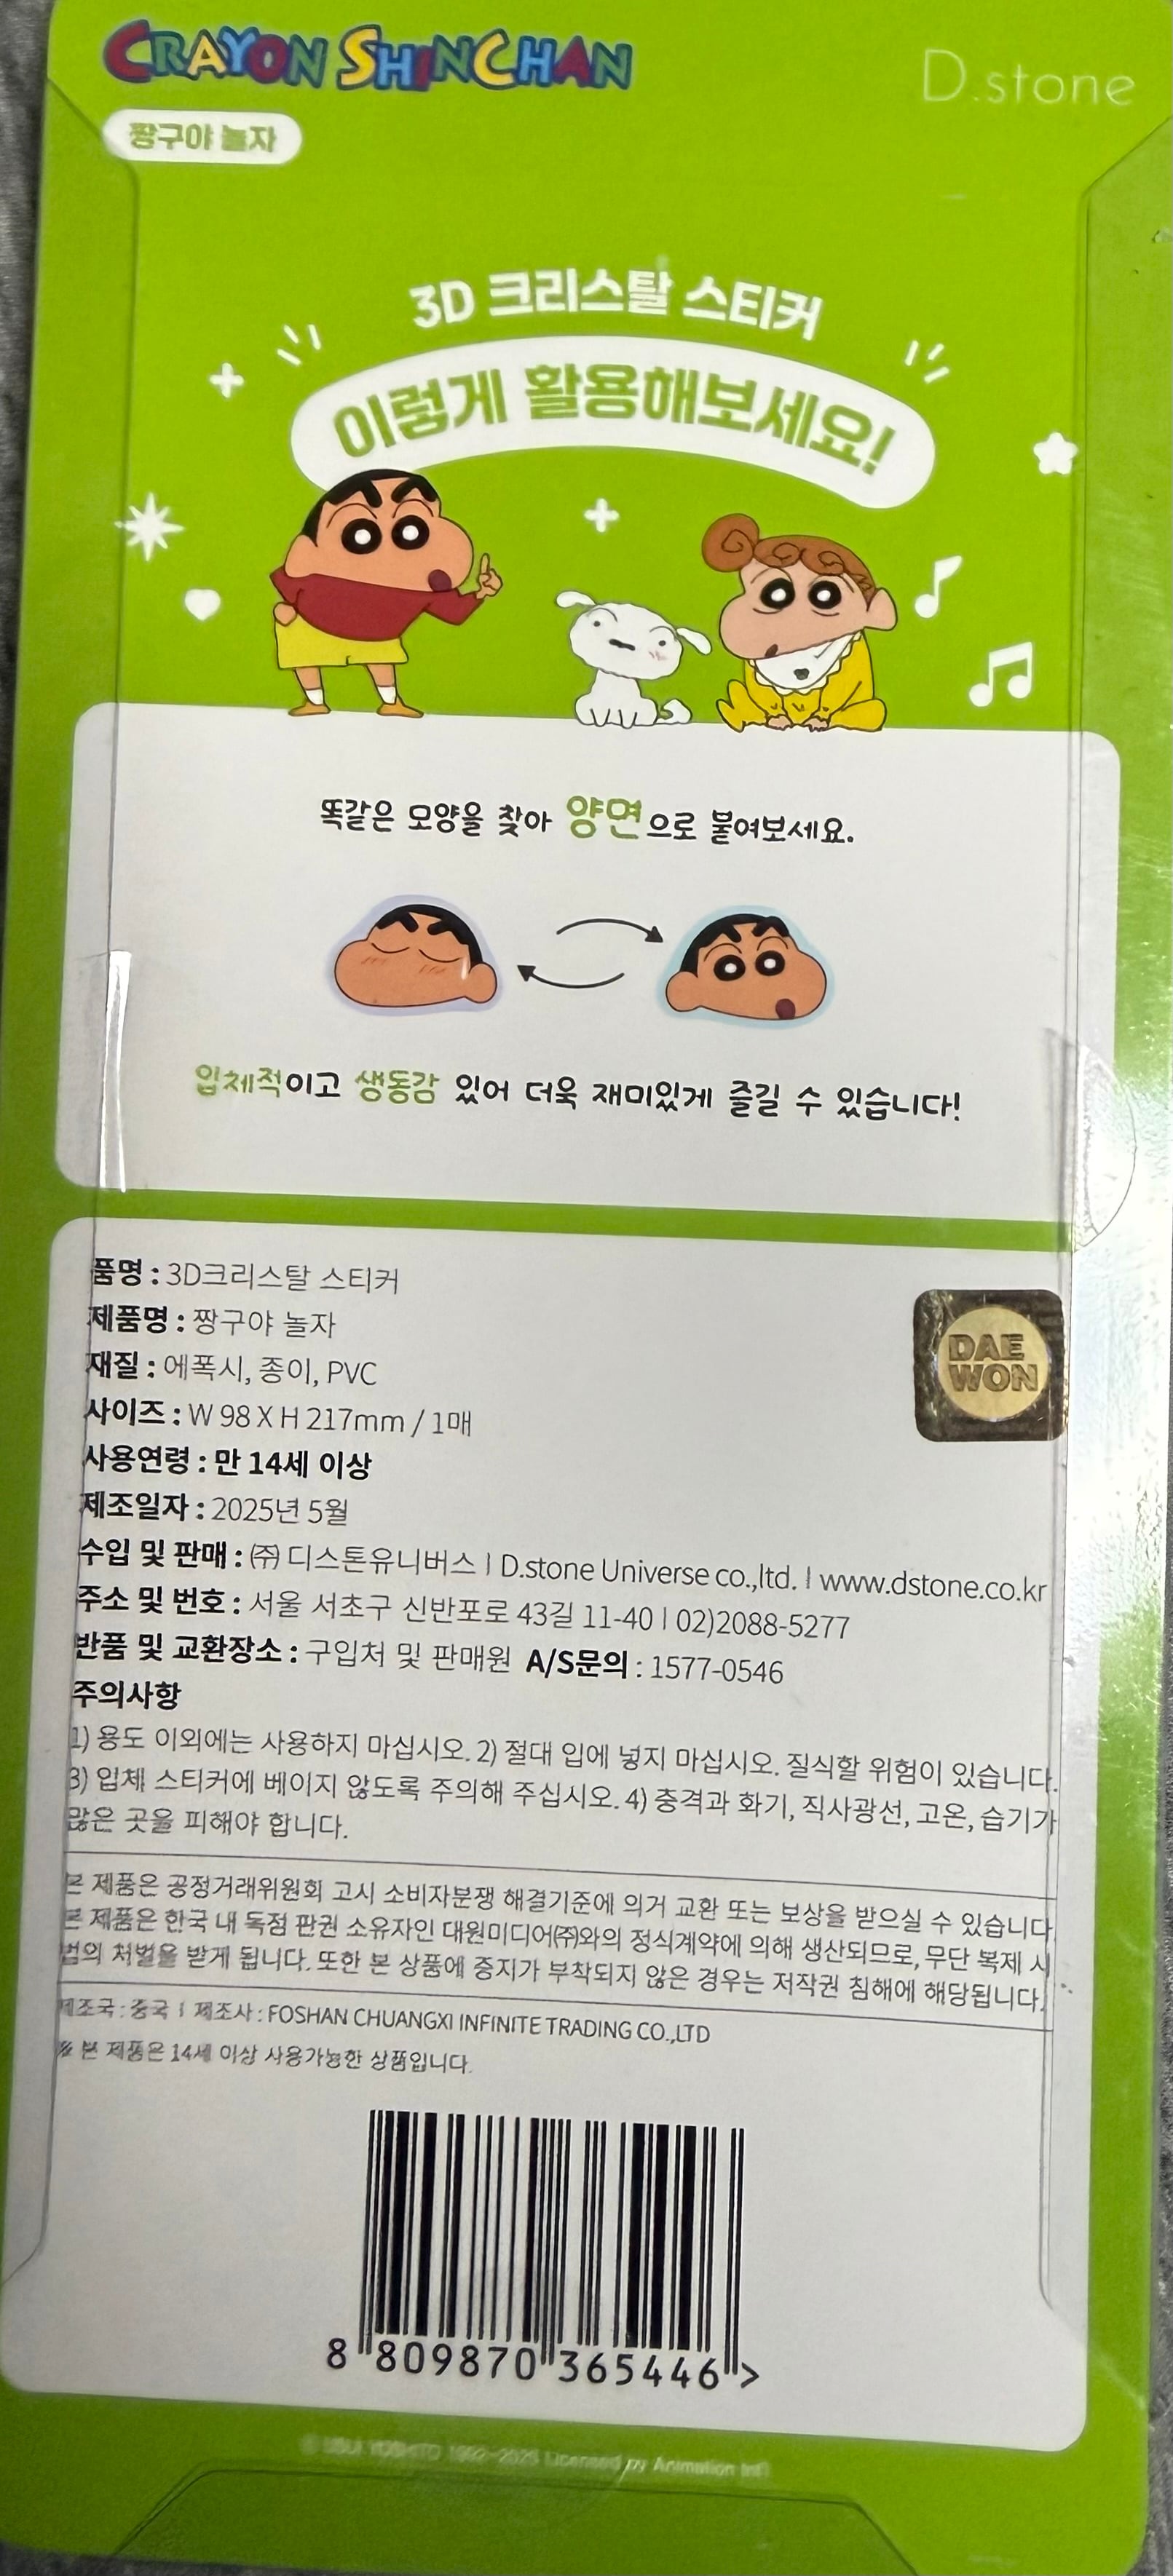 CRAYON SHINCHAN
D.stone
짱구야 놀자
3D 크리스탈 스티커
이렇게 활용해보세요!
똑같은 모양을 찾아 양면으로 붙여보세요.
입체적이고 생동감 있어 더욱 재미있게 즐길 수 있습니다!
품명 : 3D크리스탈 스티커
제품명 : 짱구야 놀자
재질 : 에폭시, 종이, PVC
사이즈 : W 98 X H 217mm / 1매
사용연령 : 만 14세 이상
제조일자 : 2025년 5월
수입 및 판매 : ㈜ 디스톤유니버스 I D.stone Universe co.,ltd. I www.dstone.co.kr
주소 및 번호 : 서울 서초구 신반포로 43길 11-40 I 02)2088-5277
반품 및 교환장소 : 구입처 및 판매원 A/S문의 : 1577-0546
주의사항
1) 용도 이외에는 사용하지 마십시오. 2) 절대 입에 넣지 마십시오. 질식할 위험이 있습니다.
3) 입체 스티커에 베이지 않도록 주의해 주십시오. 4) 충격과 화기, 직사광선, 고온, 습기가
많은 곳을 피해야 합니다.
본 제품은 공정거래위원회 고시 소비자분쟁 해결기준에 의거 교환 또는 보상을 받으실 수 있습니다.
본 제품은 한국 내 독점 판권 소유자인 대원미디어㈜와의 정식계약에 의해 생산되므로, 무단 복제 시
법의 처벌을 받게 됩니다. 또한 본 상품에 증지가 부착되지 않은 경우는 저작권 침해에 해당됩니다.
제조국 : 중국 I 제조사 : FOSHAN CHUANGXI INFINITE TRADING CO.,LTD
※ 본 제품은 14세 이상 사용가능한 상품입니다.
DAE
WON
8 809870 365446 >
© USUI YOSHITO 1992-2025 Licensed by Animation Int'l